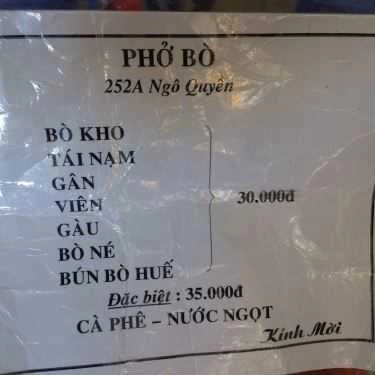 PHỞ BÒ
252A Ngô Quyền
BÒ KHO
TÁI NẠM
GÂN
VIÊN
GÀU
BÒ NÉ
BÚN BÒ HUẾ
30.000đ
Đặc biệt : 35.000đ
CÀ PHÊ – NƯỚC NGỌT
Kính Mời